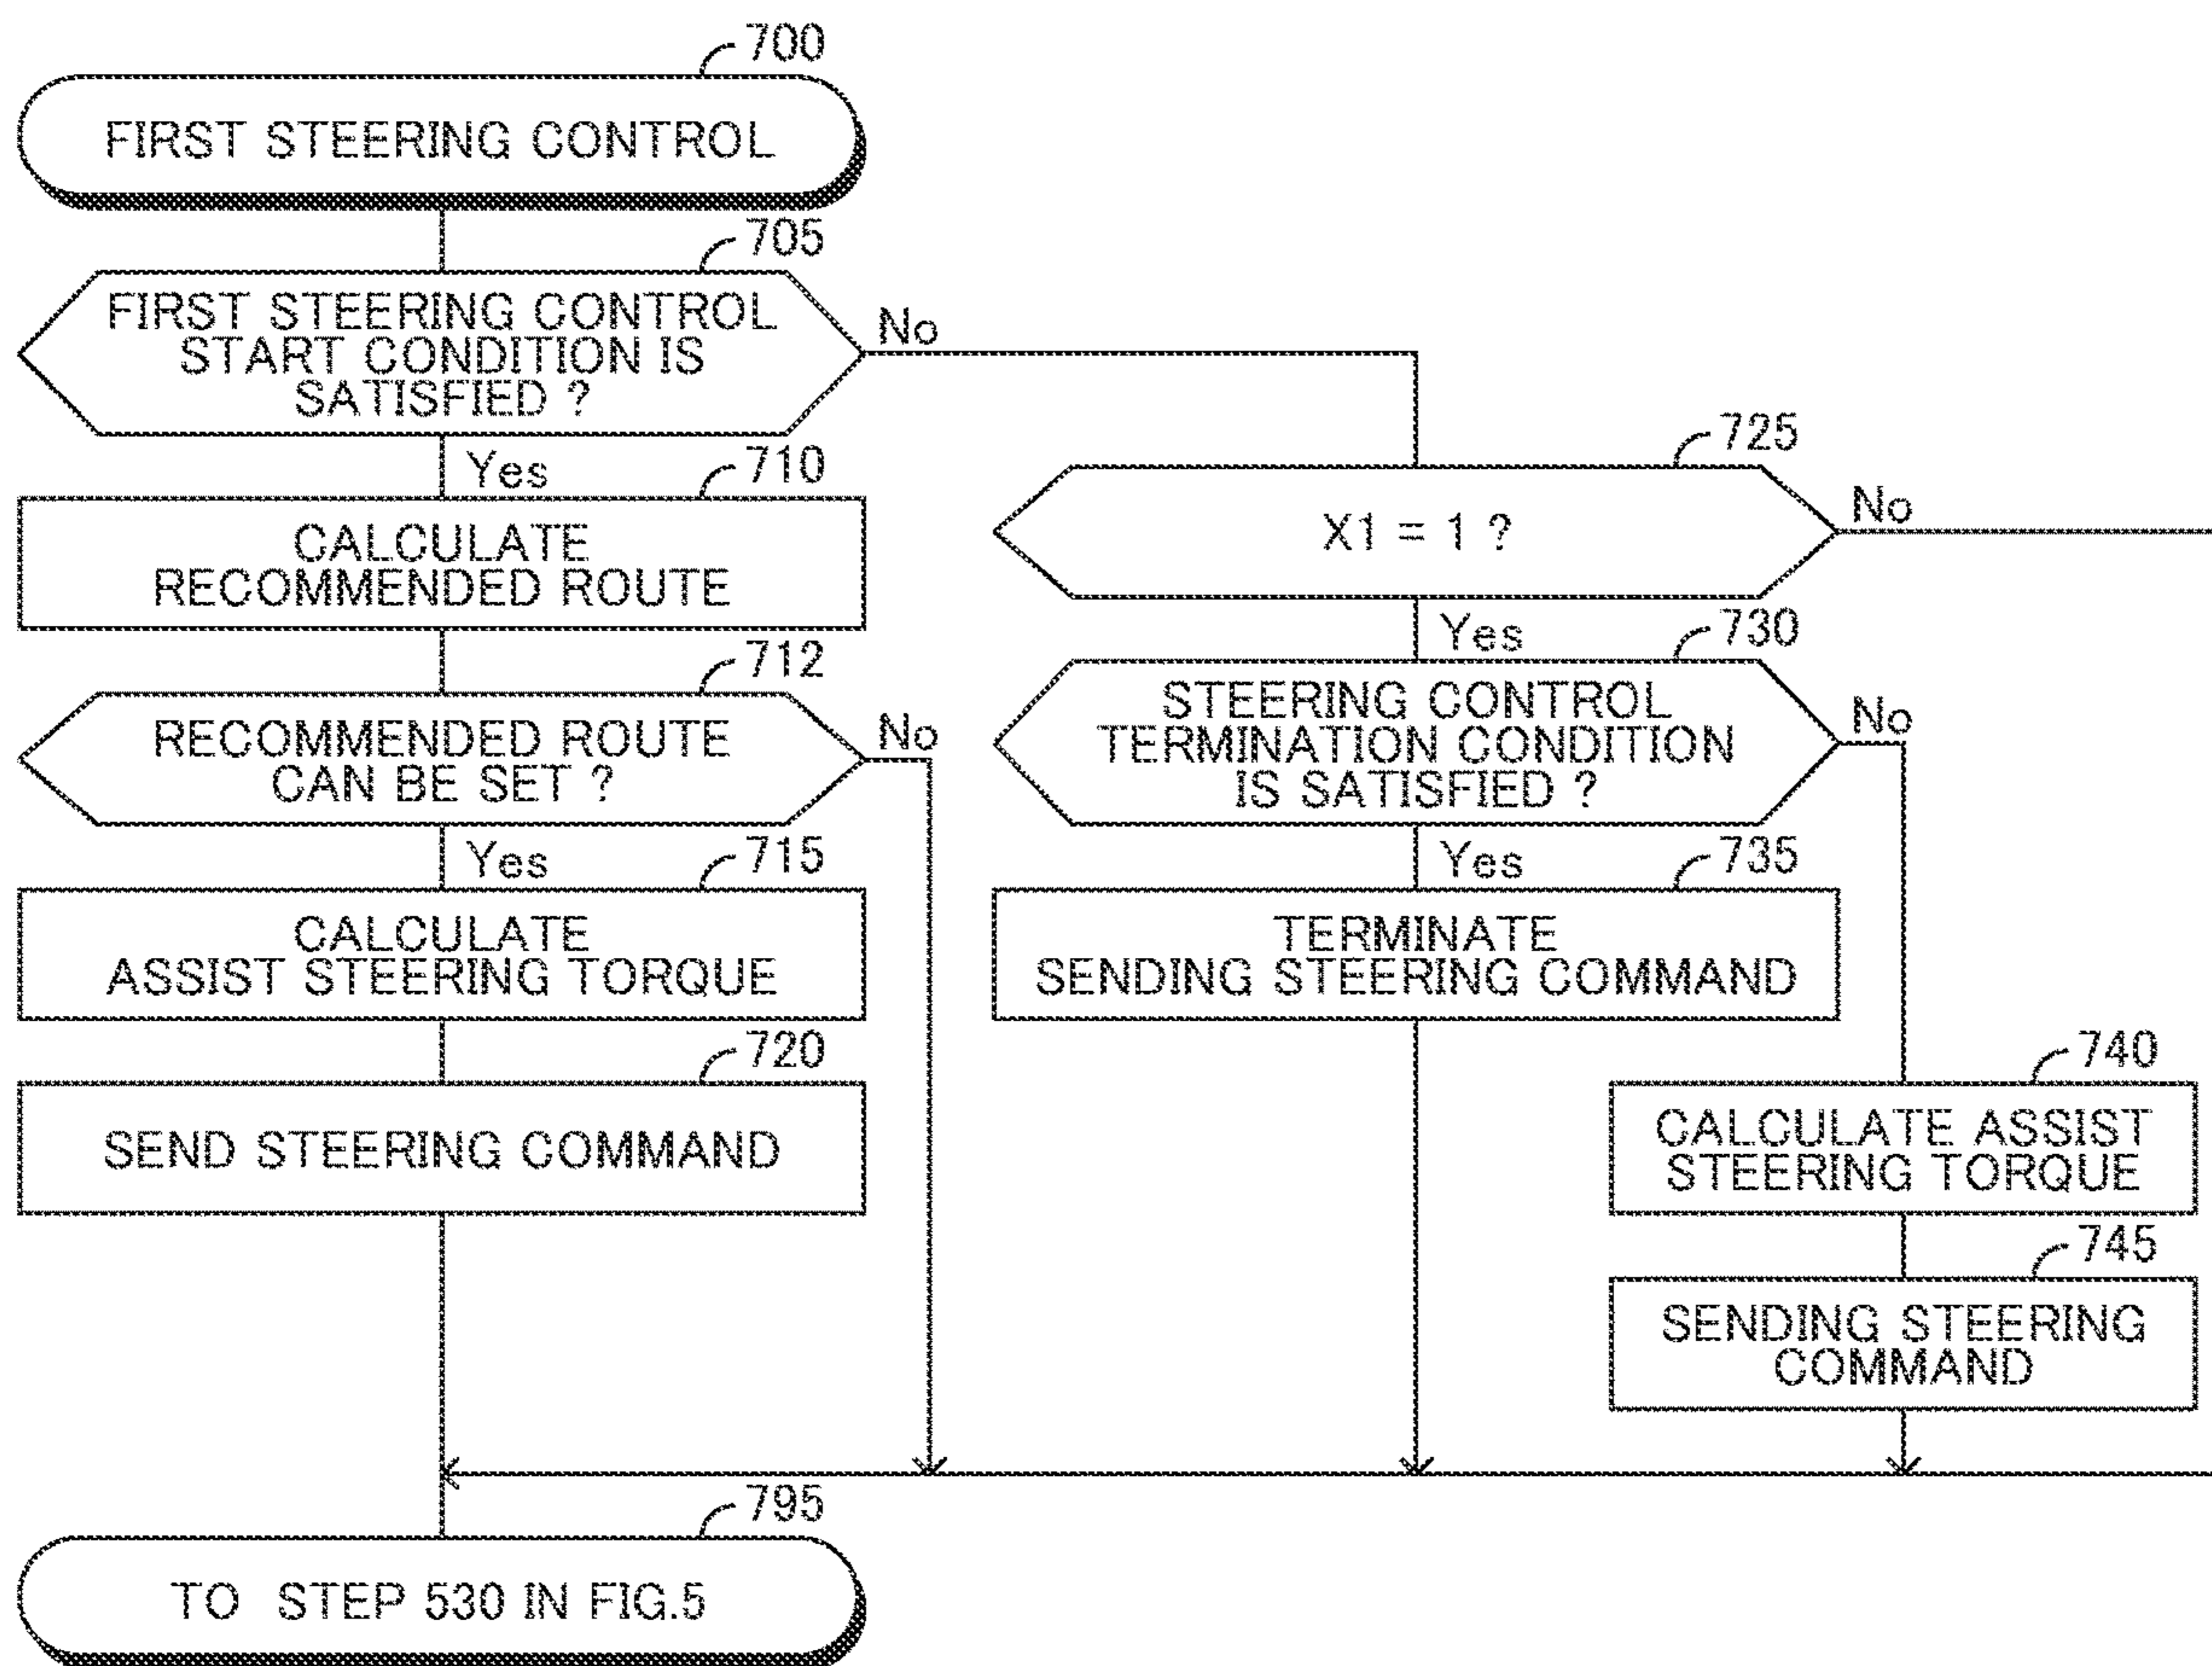 700
FIRST STEERING CONTROL
705
FIRST STEERING CONTROL
START CONDITION IS
SATISFIED ?
No
Yes
710
CALCULATE
RECOMMENDED ROUTE
712
RECOMMENDED ROUTE
CAN BE SET ?
No
Yes
715
CALCULATE
ASSIST STEERING TORQUE
720
SEND STEERING COMMAND
725
X1 = 1 ?
No
Yes
730
STEERING CONTROL
TERMINATION CONDITION
IS SATISFIED ?
No
Yes
735
TERMINATE
SENDING STEERING COMMAND
740
CALCULATE ASSIST
STEERING TORQUE
745
SENDING STEERING
COMMAND
795
TO STEP 530 IN FIG.5